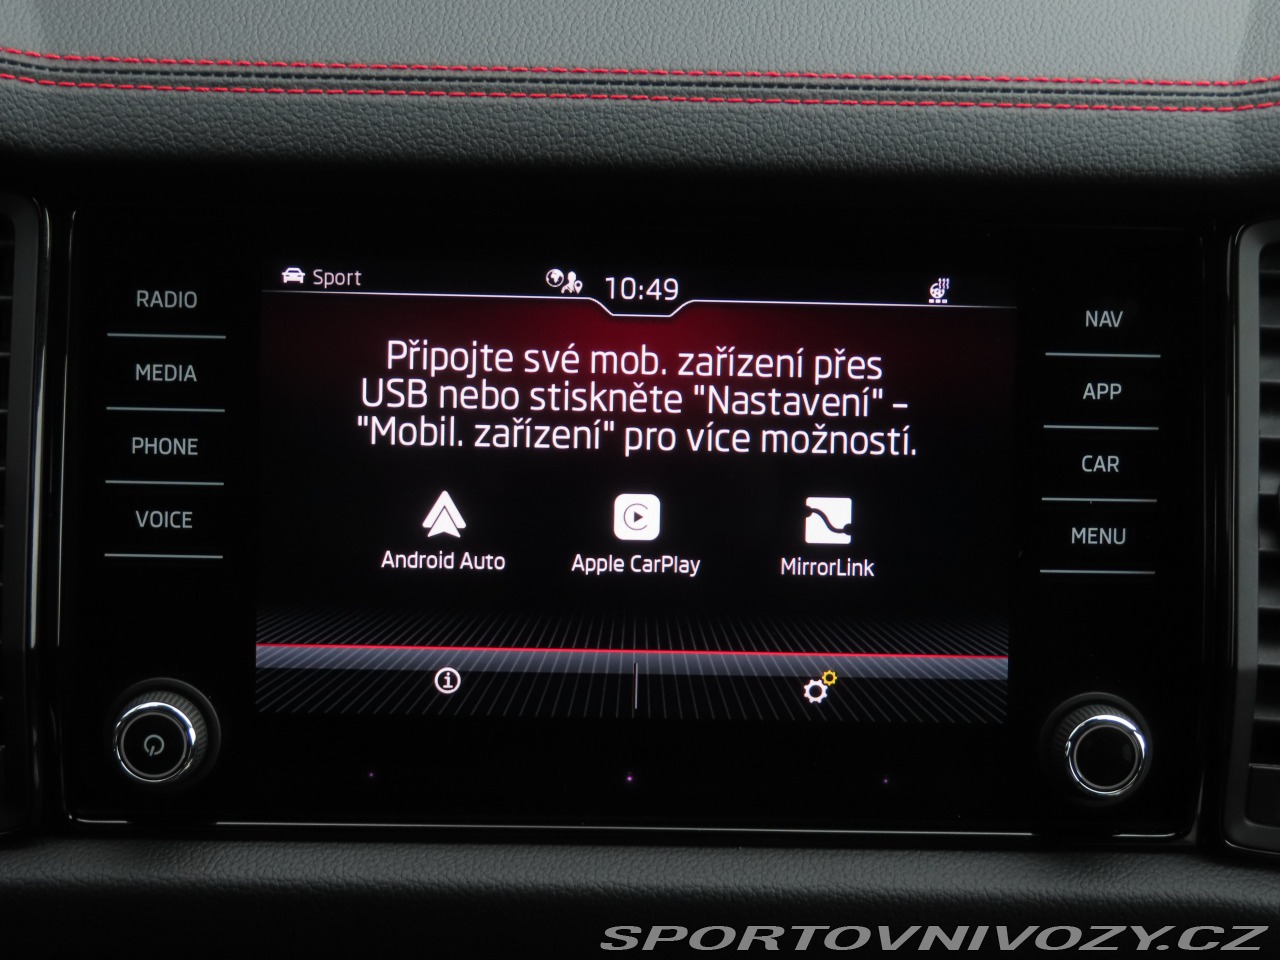 Sport
10:49
RADIO
MEDIA
PHONE
VOICE
Připojte své mob. zařízení přes
USB nebo stiskněte "Nastavení" –
"Mobil. zařízení" pro více možností.
Android Auto
Apple CarPlay
MirrorLink
NAV
APP
CAR
MENU
SPORTOVNIVOZY.CZ